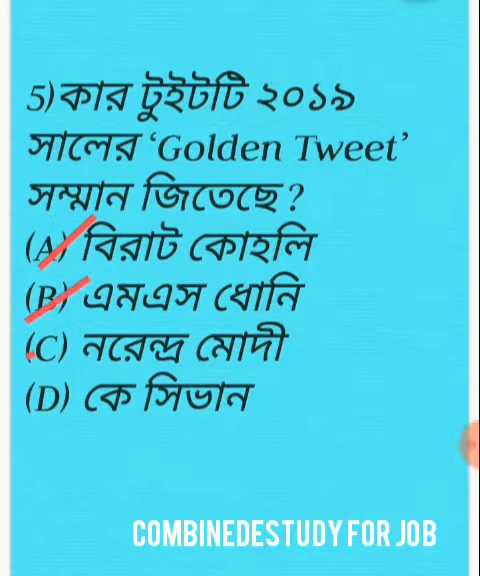 5)কার টুইটটি ২০১৯
সালের ‘Golden Tweet’
সম্মান জিতেছে?
(A) বিরাট কোহলি
(B) এমএস ধোনি
(C) নরেন্দ্র মোদী
(D) কে সিভান
COMBINEDESTUDY FOR JOB